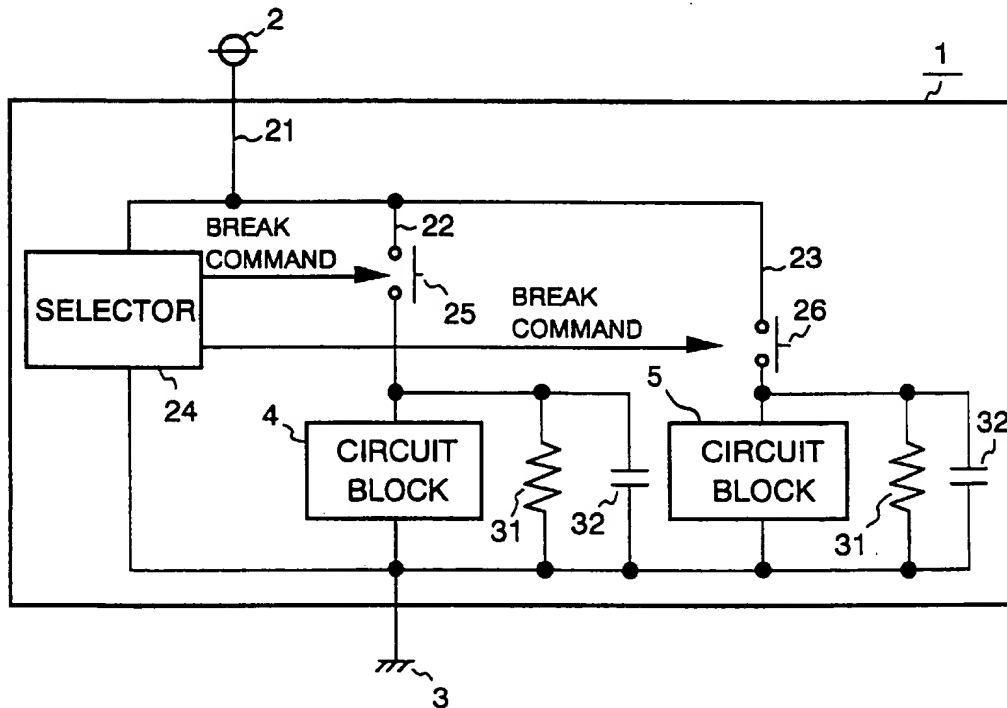 2
1
21
BREAK
COMMAND
22
23
SELECTOR
25
BREAK
COMMAND
26
24
4
CIRCUIT
BLOCK
31
32
5
CIRCUIT
BLOCK
31
32
3